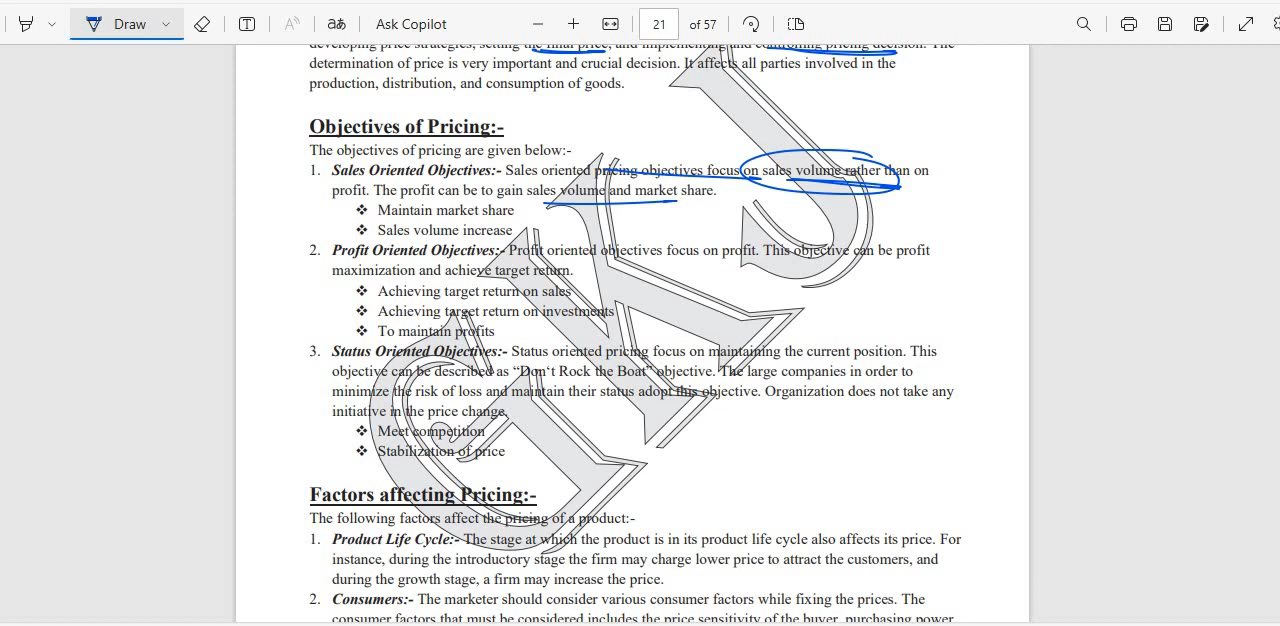 Draw
aあ
Ask Copilot
21 of 57
developing price strategies, setting the final price, and implementing and controlling pricing decision. The
determination of price is very important and crucial decision. It affects all parties involved in the
production, distribution, and consumption of goods.
Objectives of Pricing:-
The objectives of pricing are given below:-
1. Sales Oriented Objectives:- Sales oriented pricing objectives focus on sales volume rather than on
profit. The profit can be to gain sales volume and market share.
❖ Maintain market share
❖ Sales volume increase
2. Profit Oriented Objectives:- Profit oriented objectives focus on profit. This objective can be profit
maximization and achieve target return.
❖ Achieving target return on sales
❖ Achieving target return on investments
❖ To maintain profits
3. Status Oriented Objectives:- Status oriented pricing focus on maintaining the current position. This
objective can be described as “Don‘t Rock the Boat” objective. The large companies in order to
minimize the risk of loss and maintain their status adopt this objective. Organization does not take any
initiative in the price change.
❖ Meet competition
❖ Stabilization of price
Factors affecting Pricing:-
The following factors affect the pricing of a product:-
1. Product Life Cycle:- The stage at which the product is in its product life cycle also affects its price. For
instance, during the introductory stage the firm may charge lower price to attract the customers, and
during the growth stage, a firm may increase the price.
2. Consumers:- The marketer should consider various consumer factors while fixing the prices. The
consumer factors that must be considered includes the price sensitivity of the buyer, purchasing power,
GKJ